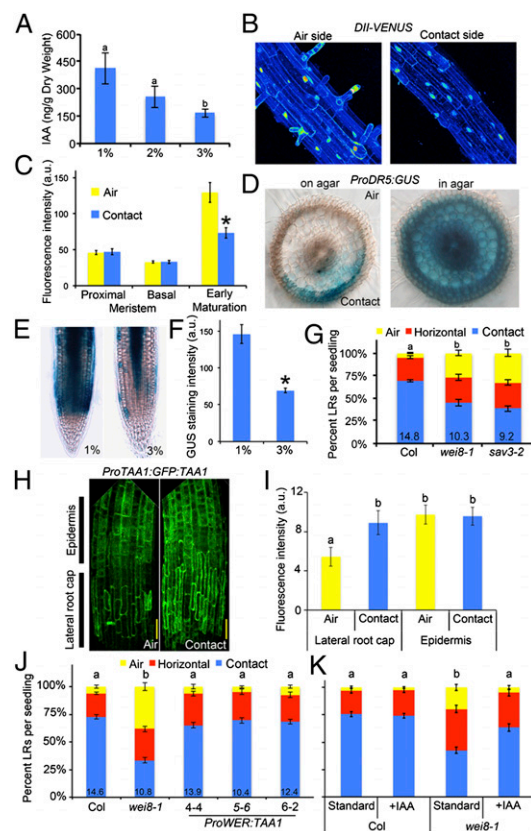 A
IAA (ng/g Dry Weight)
600
450
300
150
0
a
a
b
1% 2% 3%
B
DII-VENUS
Air side Contact side
C
Fluorescence intensity (a.u.)
150
100
50
0
Air
Contact
*
Proximal Basal Early
Meristem Maturation
D
ProDR5:GUS
on agar in agar
Air
Contact
E
1% 3%
F
GUS staining intensity (a.u.)
150
100
50
0
*
1% 3%
G
Air Horizontal Contact
Percent LRs per seedling
100%
75%
50%
25%
0%
a b b
14.8 10.3 9.2
Col wei8-1 sav3-2
H
ProTAA1:GFP:TAA1
Epidermis
Lateral root cap
Air Contact
I
Fluorescence intensity (a.u.)
12
8
4
0
a b b b
Air Contact Air Contact
Lateral root cap Epidermis
J
Air Horizontal Contact
Percent LRs per seedling
100%
75%
50%
25%
0%
a b a a a
14.6 10.8 13.9 10.4 12.4
Col wei8-1 4-4 5-6 6-2
ProWER:TAA1
K
a a b a
Standard +IAA Standard +IAA
Col wei8-1